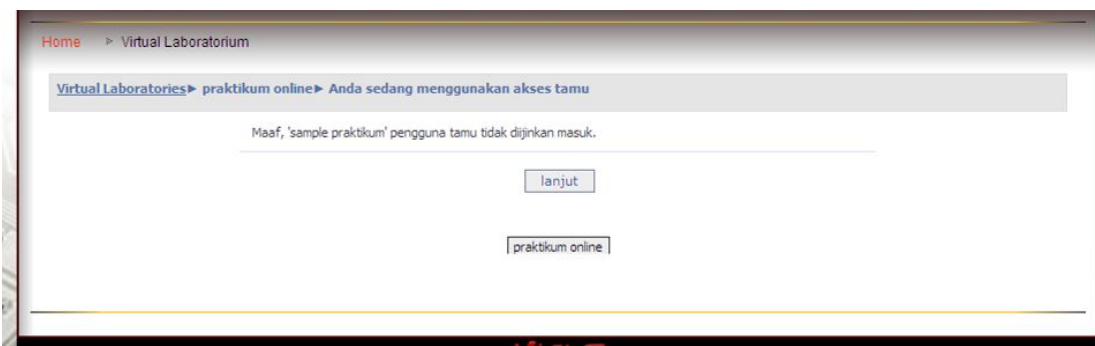 Home ► Virtual Laboratorium
Virtual Laboratories► praktikum online► Anda sedang menggunakan akses tamu
Maaf, 'sample praktikum' pengguna tamu tidak diijinkan masuk.
lanjut
praktikum online